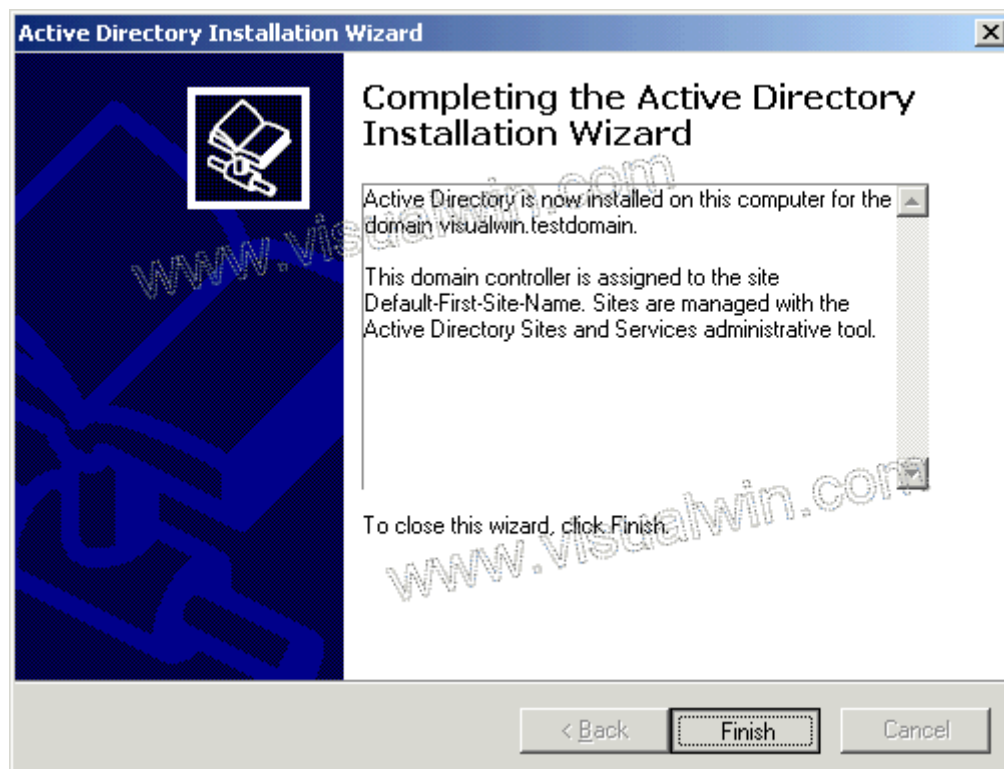 Active Directory Installation Wizard
Completing the Active Directory
Installation Wizard
Active Directory is now installed on this computer for the
domain visualwin.testdomain.
This domain controller is assigned to the site
Default-First-Site-Name. Sites are managed with the
Active Directory Sites and Services administrative tool.
www.visualwin.com
To close this wizard, click Finish.
www.visualwin.com
< Back
Finish
Cancel